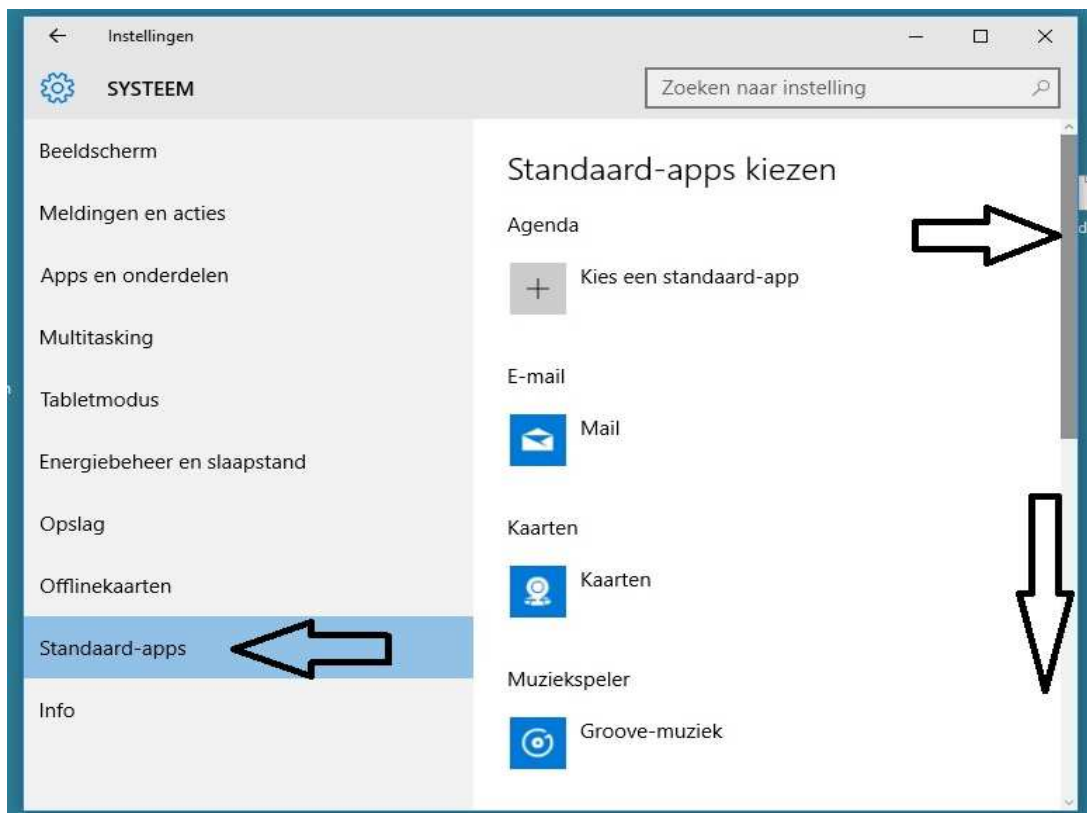 Instellingen
SYSTEEM
Zoeken naar instelling
Beeldscherm
Meldingen en acties
Apps en onderdelen
Multitasking
Tabletmodus
Energiebeheer en slaapstand
Opslag
Offlinekaarten
Standaard-apps
Info
Standaard-apps kiezen
Agenda
Kies een standaard-app
E-mail
Mail
Kaarten
Kaarten
Muziekspeler
Groove-muziek